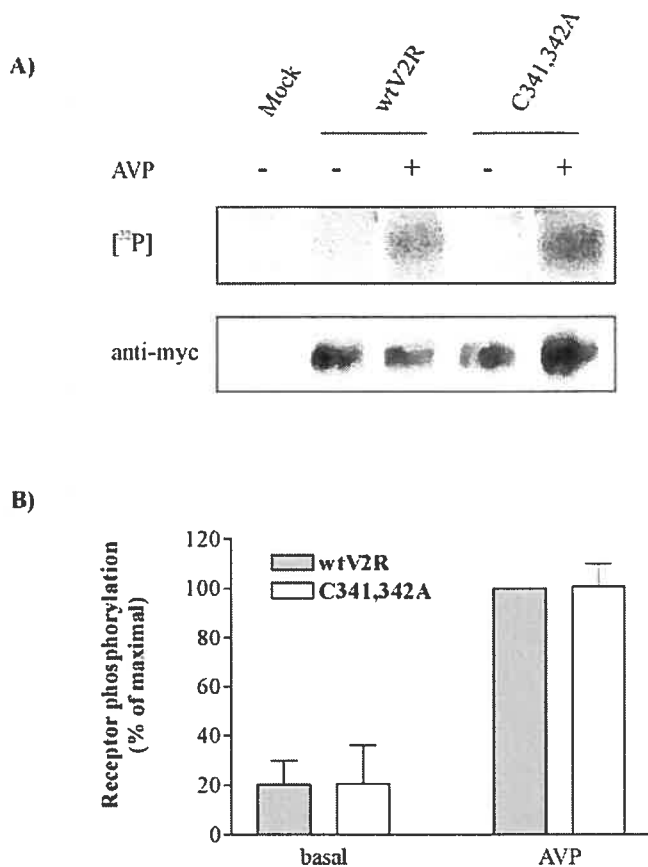 A)
Mock
wtV2R
C341,342A
AVP - - + - +
[³²P]
anti-myc
B)
Receptor phosphorylation
(% of maximal)
120
100
80
60
40
20
0
wtV2R
C341,342A
basal AVP